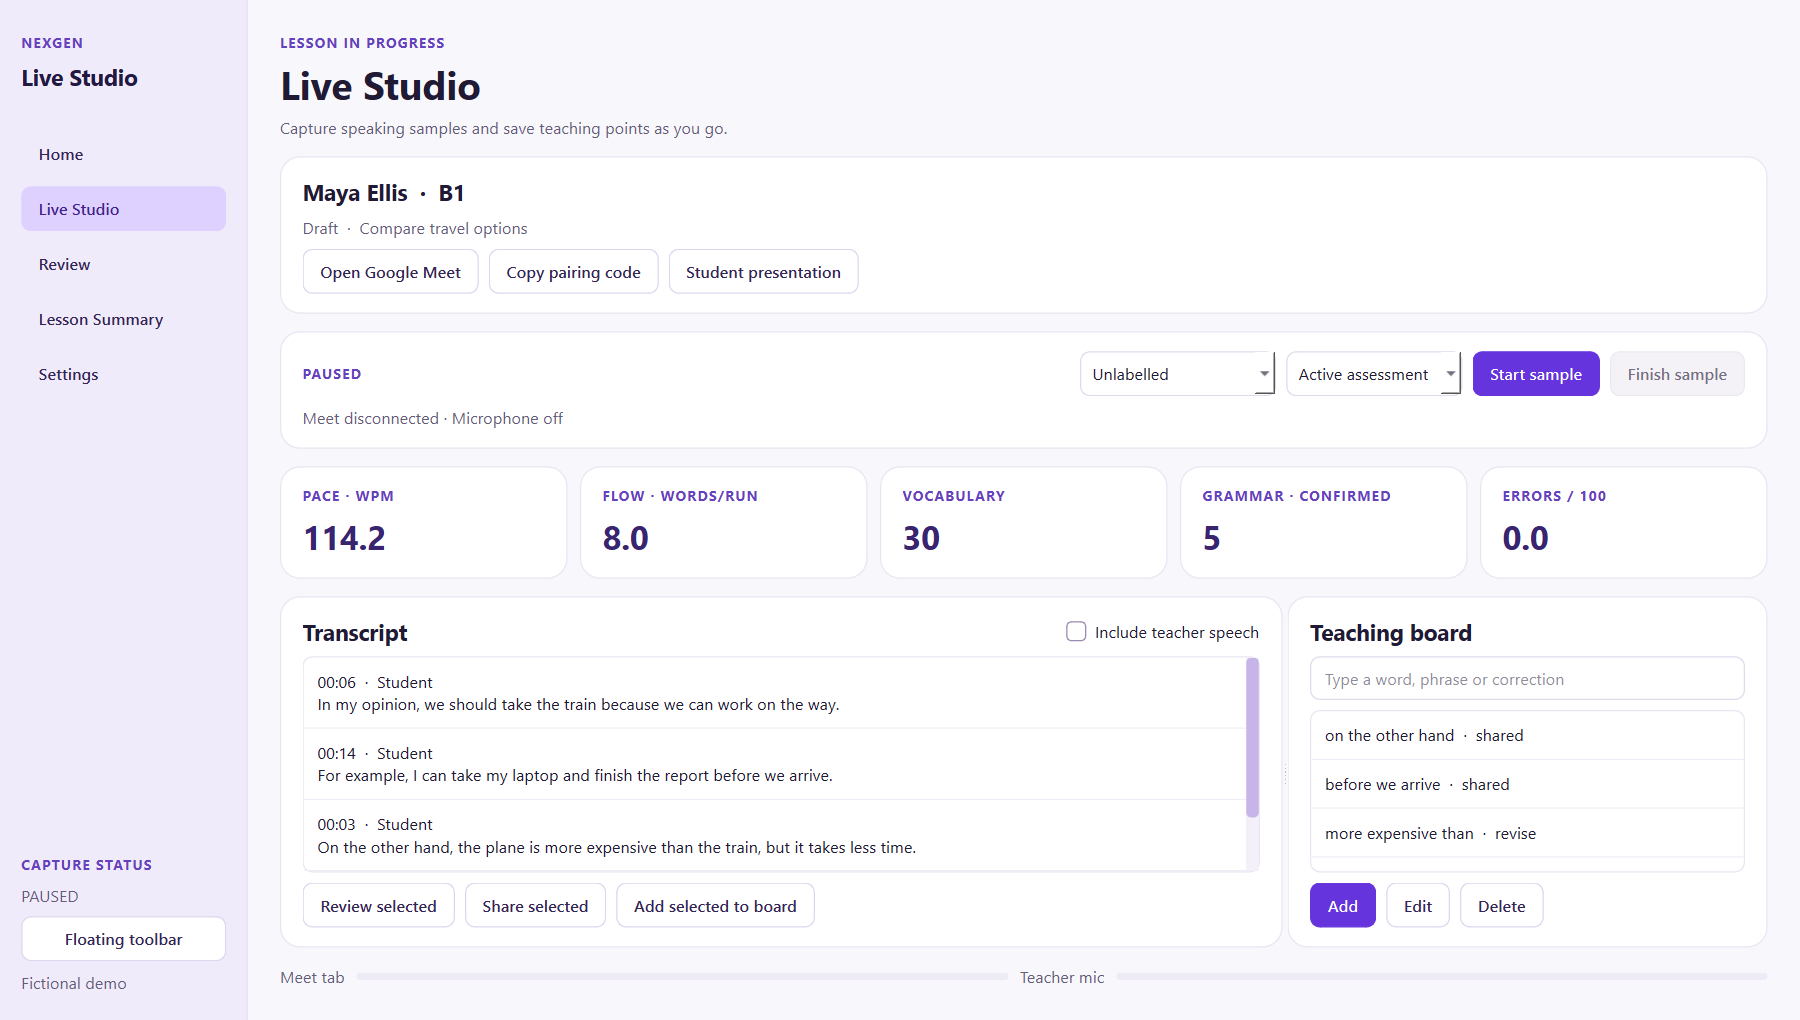 NEXGEN
Live Studio
Home
Live Studio
Review
Lesson Summary
Settings
CAPTURE STATUS
PAUSED
Floating toolbar
Fictional demo
LESSON IN PROGRESS
Live Studio
Capture speaking samples and save teaching points as you go.
Maya Ellis · B1
Draft · Compare travel options
Open Google Meet Copy pairing code Student presentation
PAUSED Unlabelled Active assessment Start sample Finish sample
Meet disconnected · Microphone off
PACE · WPM
114.2
FLOW · WORDS/RUN
8.0
VOCABULARY
30
GRAMMAR · CONFIRMED
5
ERRORS / 100
0.0
Transcript Include teacher speech
00:06 · Student
In my opinion, we should take the train because we can work on the way.
00:14 · Student
For example, I can take my laptop and finish the report before we arrive.
00:03 · Student
On the other hand, the plane is more expensive than the train, but it takes less time.
Review selected Share selected Add selected to board
Teaching board
Type a word, phrase or correction
on the other hand · shared
before we arrive · shared
more expensive than · revise
Add Edit Delete
Meet tab Teacher mic